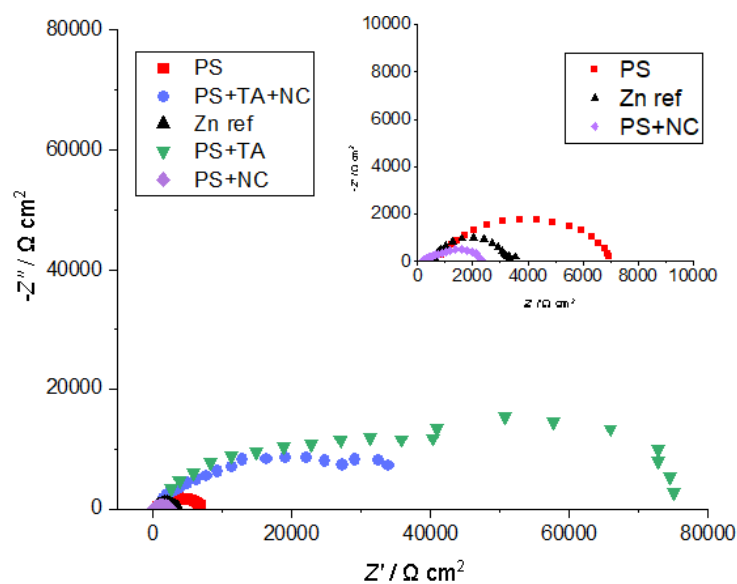 80000
60000
40000
20000
0
-Z″ / Ω cm²
PS
PS+TA+NC
Zn ref
PS+TA
PS+NC
0
20000
40000
60000
80000
Z′ / Ω cm²
10000
8000
6000
4000
2000
0
-Z″ / Ω cm²
PS
Zn ref
PS+NC
0
2000
4000
6000
8000
10000
Z′ / Ω cm²